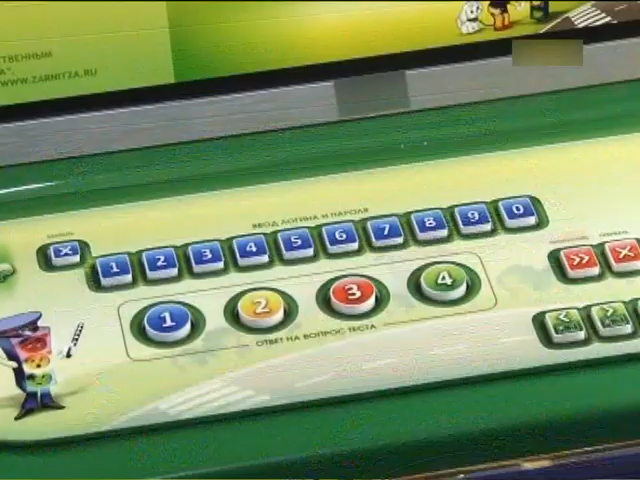 СТВЕННЫМ
А".
WWW.ZARNITZA.RU
ВВОД ЛОГИНА И ПАРОЛЯ
X 1 2 3 4 5 6 7 8 9 0
>> X
1 2 3 4
< >
ОТВЕТ НА ВОПРОС ТЕСТА